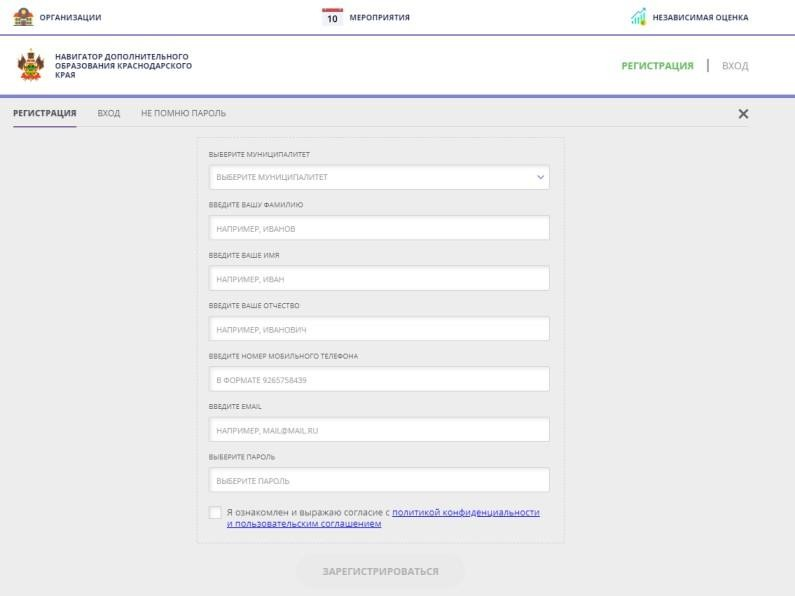 ОРГАНИЗАЦИИ
10 МЕРОПРИЯТИЯ
НЕЗАВИСИМАЯ ОЦЕНКА
НАВИГАТОР ДОПОЛНИТЕЛЬНОГО
ОБРАЗОВАНИЯ КРАСНОДАРСКОГО
КРАЯ
РЕГИСТРАЦИЯ | ВХОД
РЕГИСТРАЦИЯ ВХОД НЕ ПОМНЮ ПАРОЛЬ
ВЫБЕРИТЕ МУНИЦИПАЛИТЕТ
ВЫБЕРИТЕ МУНИЦИПАЛИТЕТ
ВВЕДИТЕ ВАШУ ФАМИЛИЮ
НАПРИМЕР, ИВАНОВ
ВВЕДИТЕ ВАШЕ ИМЯ
НАПРИМЕР, ИВАН
ВВЕДИТЕ ВАШЕ ОТЧЕСТВО
НАПРИМЕР, ИВАНОВИЧ
ВВЕДИТЕ НОМЕР МОБИЛЬНОГО ТЕЛЕФОНА
В ФОРМАТЕ 9265758439
ВВЕДИТЕ EMAIL
НАПРИМЕР, MAIL@MAIL.RU
ВЫБЕРИТЕ ПАРОЛЬ
ВЫБЕРИТЕ ПАРОЛЬ
Я ознакомлен и выражаю согласие с политикой конфиденциальности
и пользовательским соглашением
ЗАРЕГИСТРИРОВАТЬСЯ